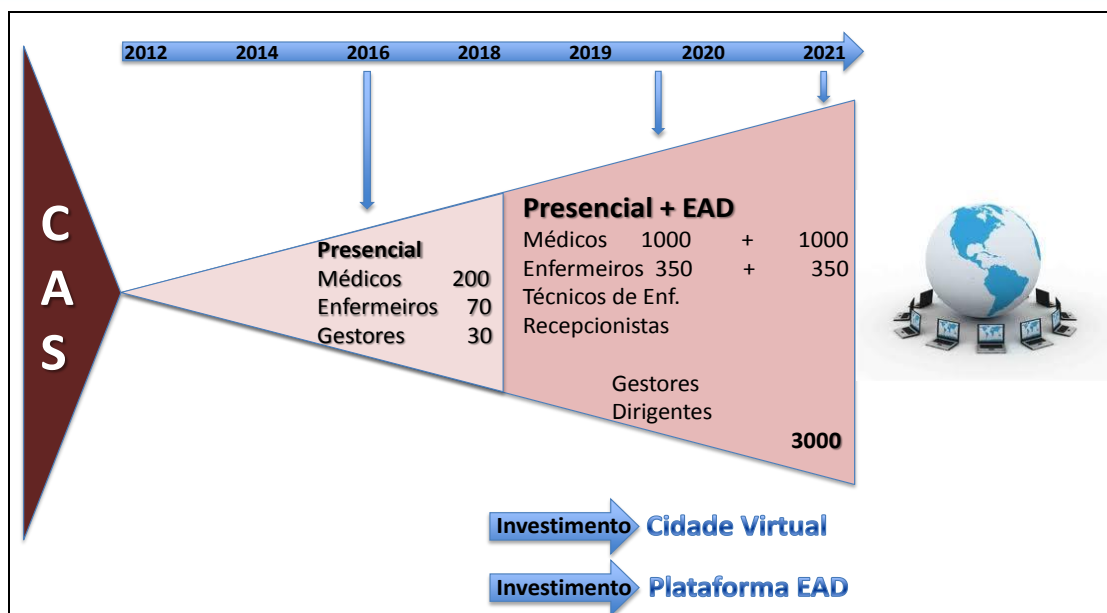 2012 2014 2016 2018 2019 2020 2021
C
A
S
Presencial
Médicos 200
Enfermeiros 70
Gestores 30
Presencial + EAD
Médicos 1000 + 1000
Enfermeiros 350 + 350
Técnicos de Enf.
Recepcionistas
Gestores
Dirigentes
3000
Investimento Cidade Virtual
Investimento Plataforma EAD